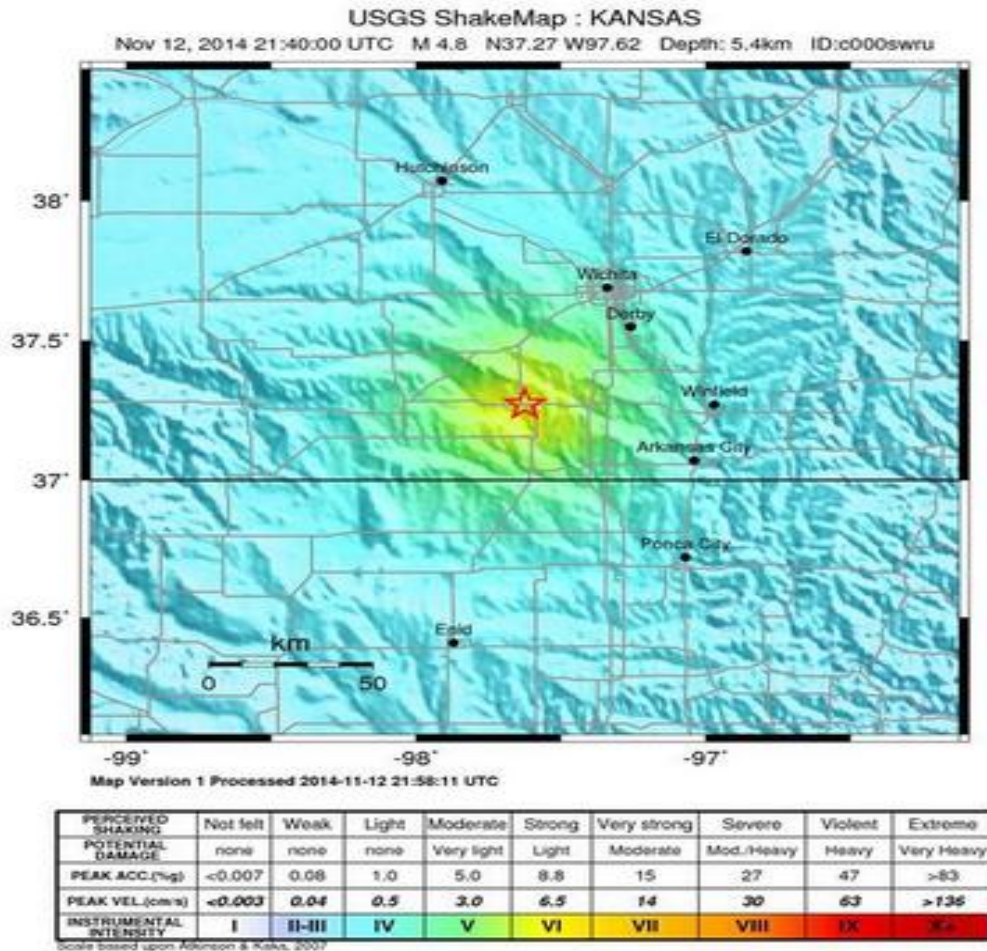 USGS ShakeMap : KANSAS
Nov 12, 2014 21:40:00 UTC M 4.8 N37.27 W97.62 Depth: 5.4km ID:c000swru
38°
Hutchinson
El Dorado
Wichita
Derby
37.5°
Winfield
Arkansas City
37°
Ponca City
36.5°
Enid
km
0 50
-99° -98° -97°
Map Version 1 Processed 2014-11-12 21:58:11 UTC
PERCEIVED SHAKING Not felt Weak Light Moderate Strong Very strong Severe Violent Extreme
POTENTIAL DAMAGE none none none Very light Light Moderate Mod./Heavy Heavy Very Heavy
PEAK ACC.(%g) <0.007 0.08 1.0 5.0 8.8 15 27 47 >83
PEAK VEL.(cm/s) <0.003 0.04 0.5 3.0 6.5 14 30 63 >136
INSTRUMENTAL INTENSITY I II-III IV V VI VII VIII IX X+
Scale based upon Atkinson & Kaka, 2007